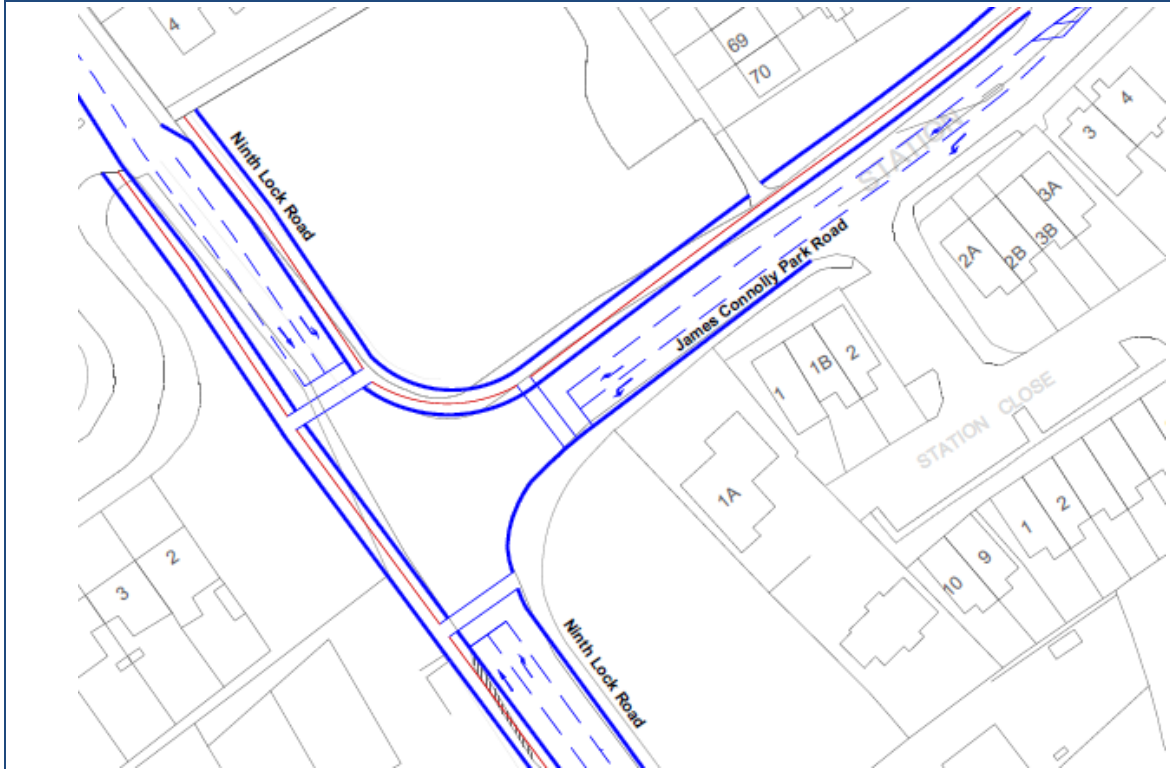 4
69
70
Ninth Lock Road
STATION
3
4
3A
3B
2A
2B
James Connolly Park Road
1
1B
2
STATION CLOSE
1A
1
2
9
10
2
3
Ninth Lock Road